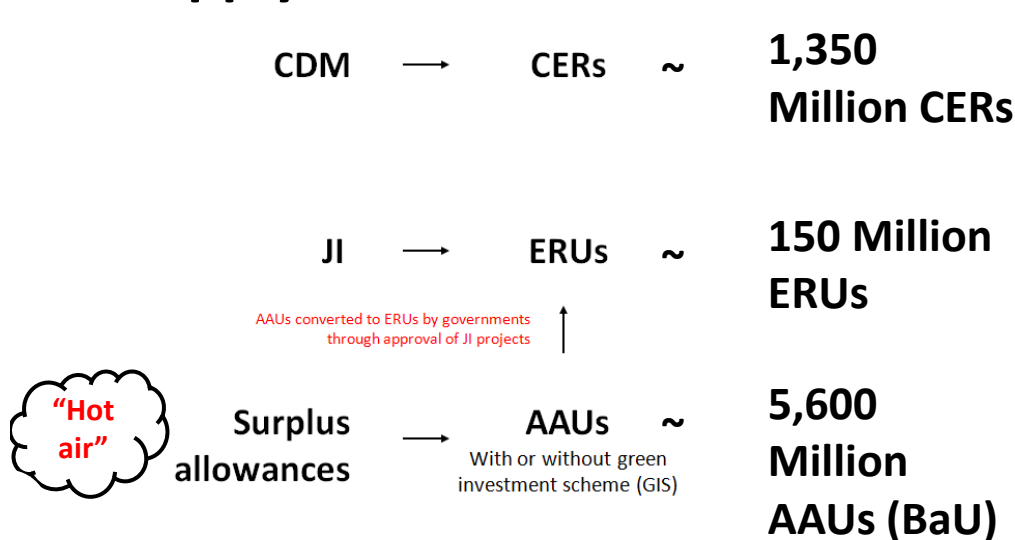 CDM → CERs ~ 1,350
Million CERs
JI → ERUs ~ 150 Million
ERUs
AAUs converted to ERUs by governments
through approval of JI projects
“Hot
air”
Surplus
allowances
→
AAUs ~
With or without green
investment scheme (GIS)
5,600
Million
AAUs (BaU)